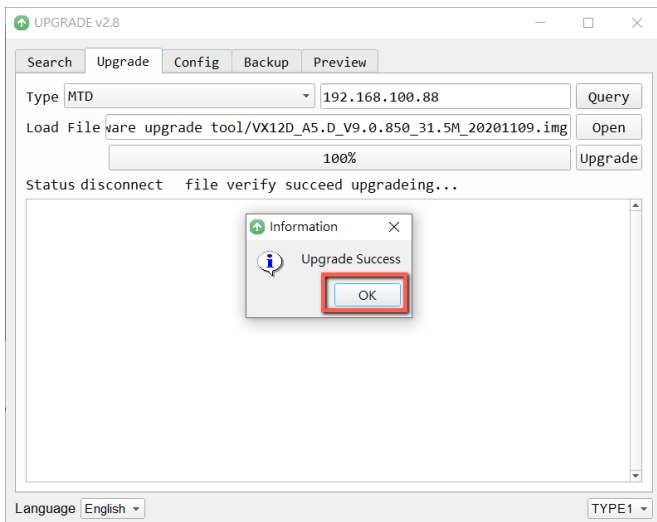 UPGRADE v2.8
Search Upgrade Config Backup Preview
Type MTD 192.168.100.88 Query
Load File ware upgrade tool/VX12D_A5.D_V9.0.850_31.5M_20201109.img Open
100% Upgrade
Status disconnect file verify succeed upgradeing...
Information
Upgrade Success
OK
Language English TYPE1